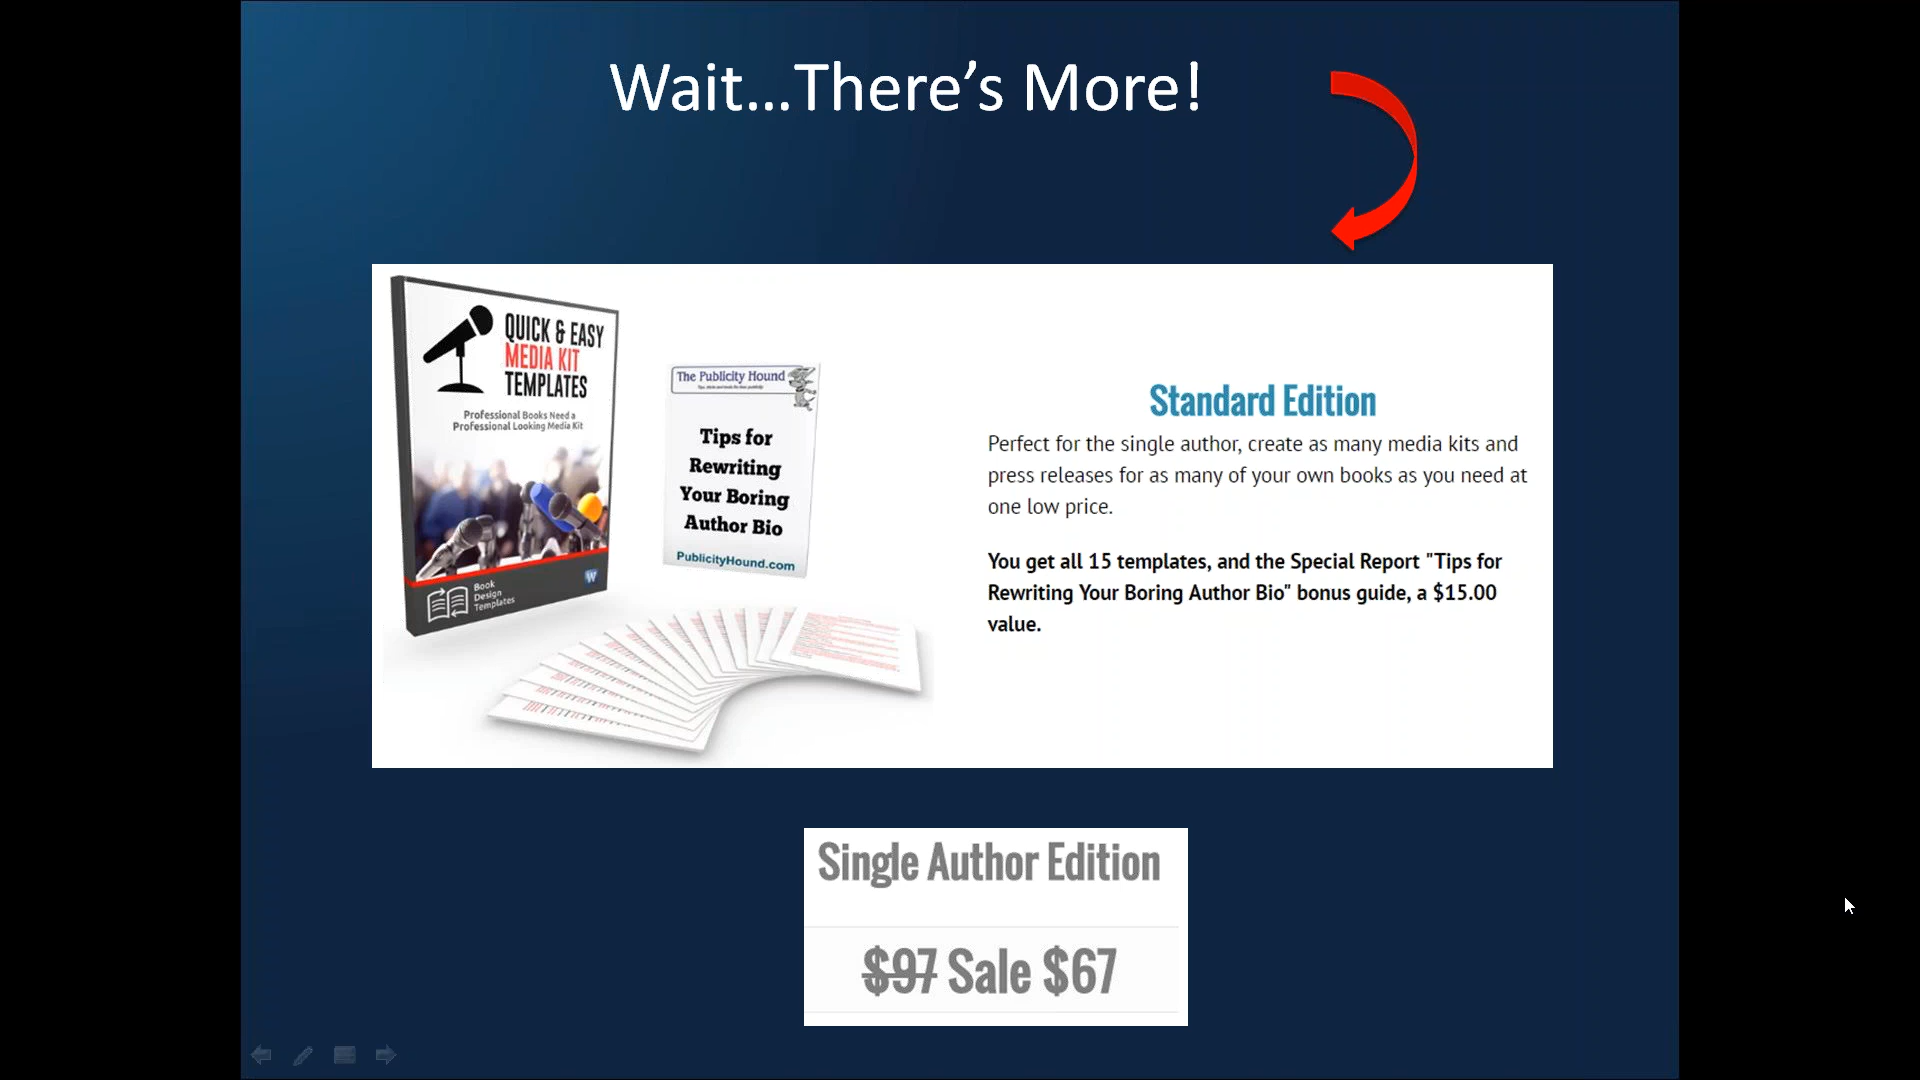 Wait...There’s More!
QUICK & EASY
MEDIA KIT
TEMPLATES
Professional Books Need a
Professional Looking Media Kit
Book
Design
Templates
W
The Publicity Hound
Tips for
Rewriting
Your Boring
Author Bio
PublicityHound.com
Standard Edition
Perfect for the single author, create as many media kits and
press releases for as many of your own books as you need at
one low price.
You get all 15 templates, and the Special Report "Tips for
Rewriting Your Boring Author Bio" bonus guide, a $15.00
value.
Single Author Edition
$97 Sale $67